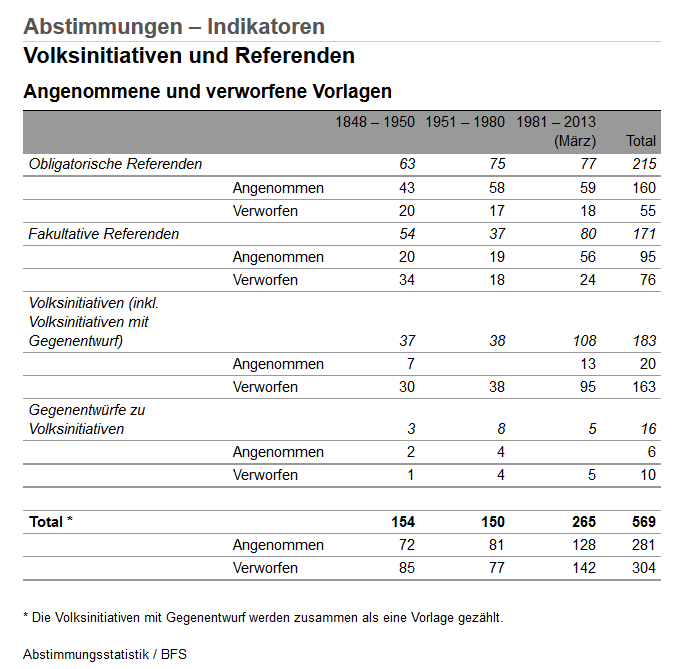 Abstimmungen – Indikatoren
Volksinitiativen und Referenden
Angenommene und verworfene Vorlagen
1848 – 1950 1951 – 1980 1981 – 2013
(März) Total
Obligatorische Referenden 63 75 77 215
Angenommen 43 58 59 160
Verworfen 20 17 18 55
Fakultative Referenden 54 37 80 171
Angenommen 20 19 56 95
Verworfen 34 18 24 76
Volksinitiativen (inkl.
Volksinitiativen mit
Gegenentwurf) 37 38 108 183
Angenommen 7 13 20
Verworfen 30 38 95 163
Gegenentwürfe zu
Volksinitiativen 3 8 5 16
Angenommen 2 4 6
Verworfen 1 4 5 10
Total * 154 150 265 569
Angenommen 72 81 128 281
Verworfen 85 77 142 304
* Die Volksinitiativen mit Gegenentwurf werden zusammen als eine Vorlage gezählt.
Abstimmungsstatistik / BFS